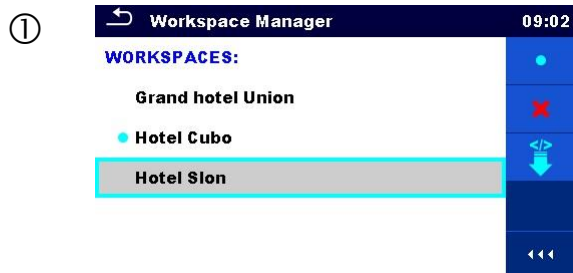 ①
Workspace Manager 09:02
WORKSPACES:
Grand hotel Union
Hotel Cubo
</>
Hotel Slon